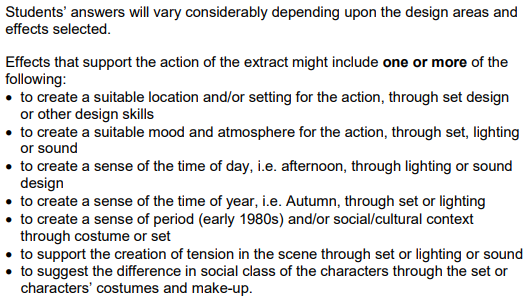 Students' answers will vary considerably depending upon the design areas and
effects selected.
Effects that support the action of the extract might include one or more of the
following:
• to create a suitable location and/or setting for the action, through set design
or other design skills
• to create a suitable mood and atmosphere for the action, through set, lighting
or sound
• to create a sense of the time of day, i.e. afternoon, through lighting or sound
design
• to create a sense of the time of year, i.e. Autumn, through set or lighting
• to create a sense of period (early 1980s) and/or social/cultural context
through costume or set
• to support the creation of tension in the scene through set or lighting or sound
• to suggest the difference in social class of the characters through the set or
characters' costumes and make-up.